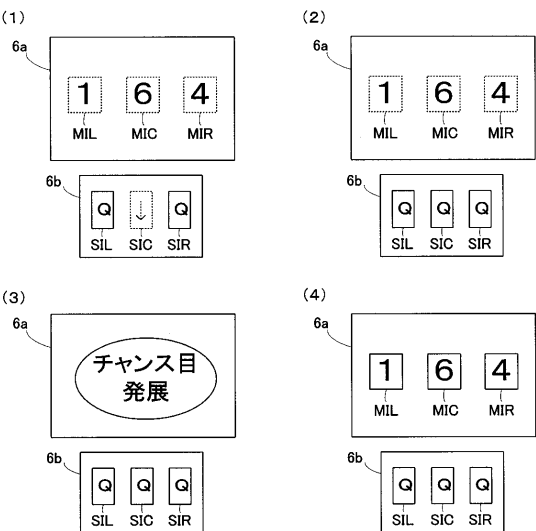 (1)
6a
1 6 4
MIL MIC MIR
6b
Q ↓ Q
SIL SIC SIR
(2)
6a
1 6 4
MIL MIC MIR
6b
Q Q Q
SIL SIC SIR
(3)
6a
チャンス目
発展
6b
Q Q Q
SIL SIC SIR
(4)
6a
1 6 4
MIL MIC MIR
6b
Q Q Q
SIL SIC SIR